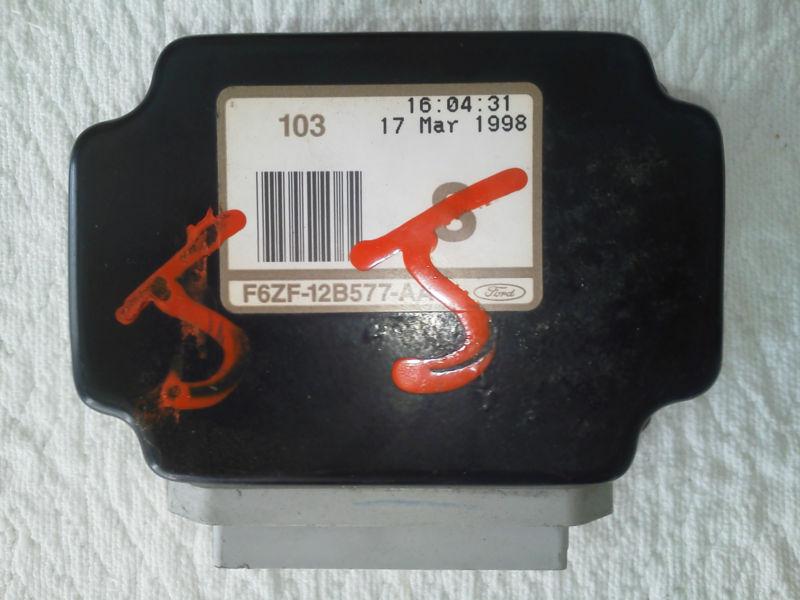 16:04:31
103
17 Mar 1998
S
J J
F6ZF-12B577-AA
Ford